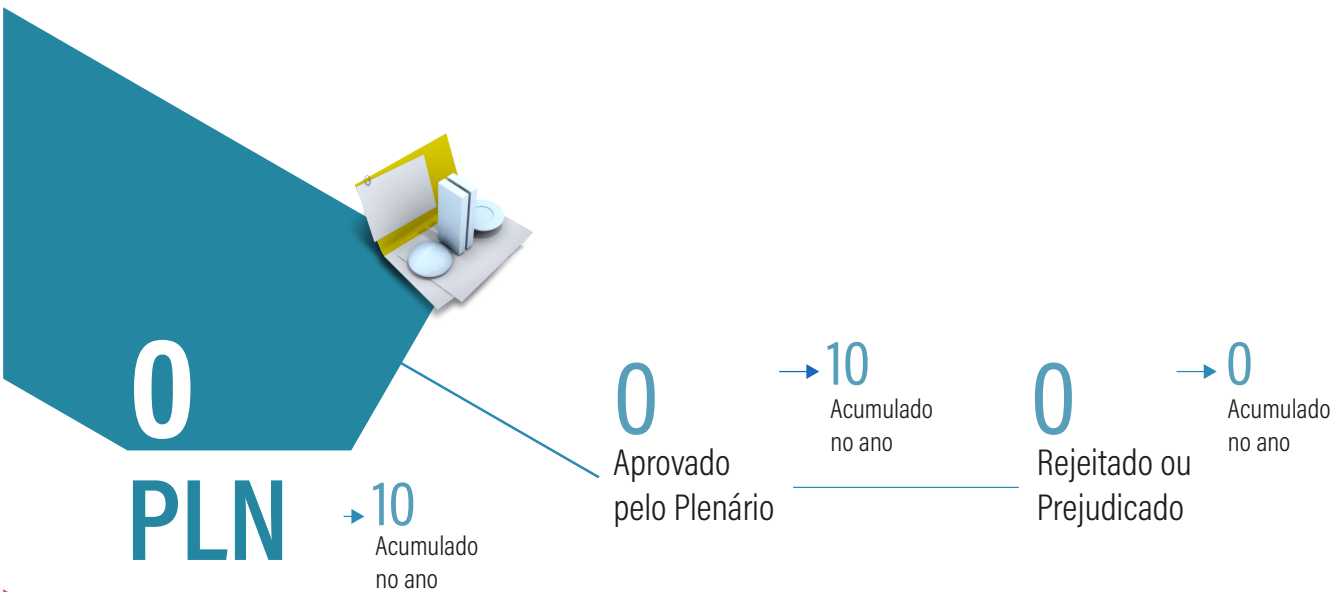 0
PLN
10
Acumulado
no ano
0
Aprovado
pelo Plenário
10
Acumulado
no ano
0
Rejeitado ou
Prejudicado
0
Acumulado
no ano